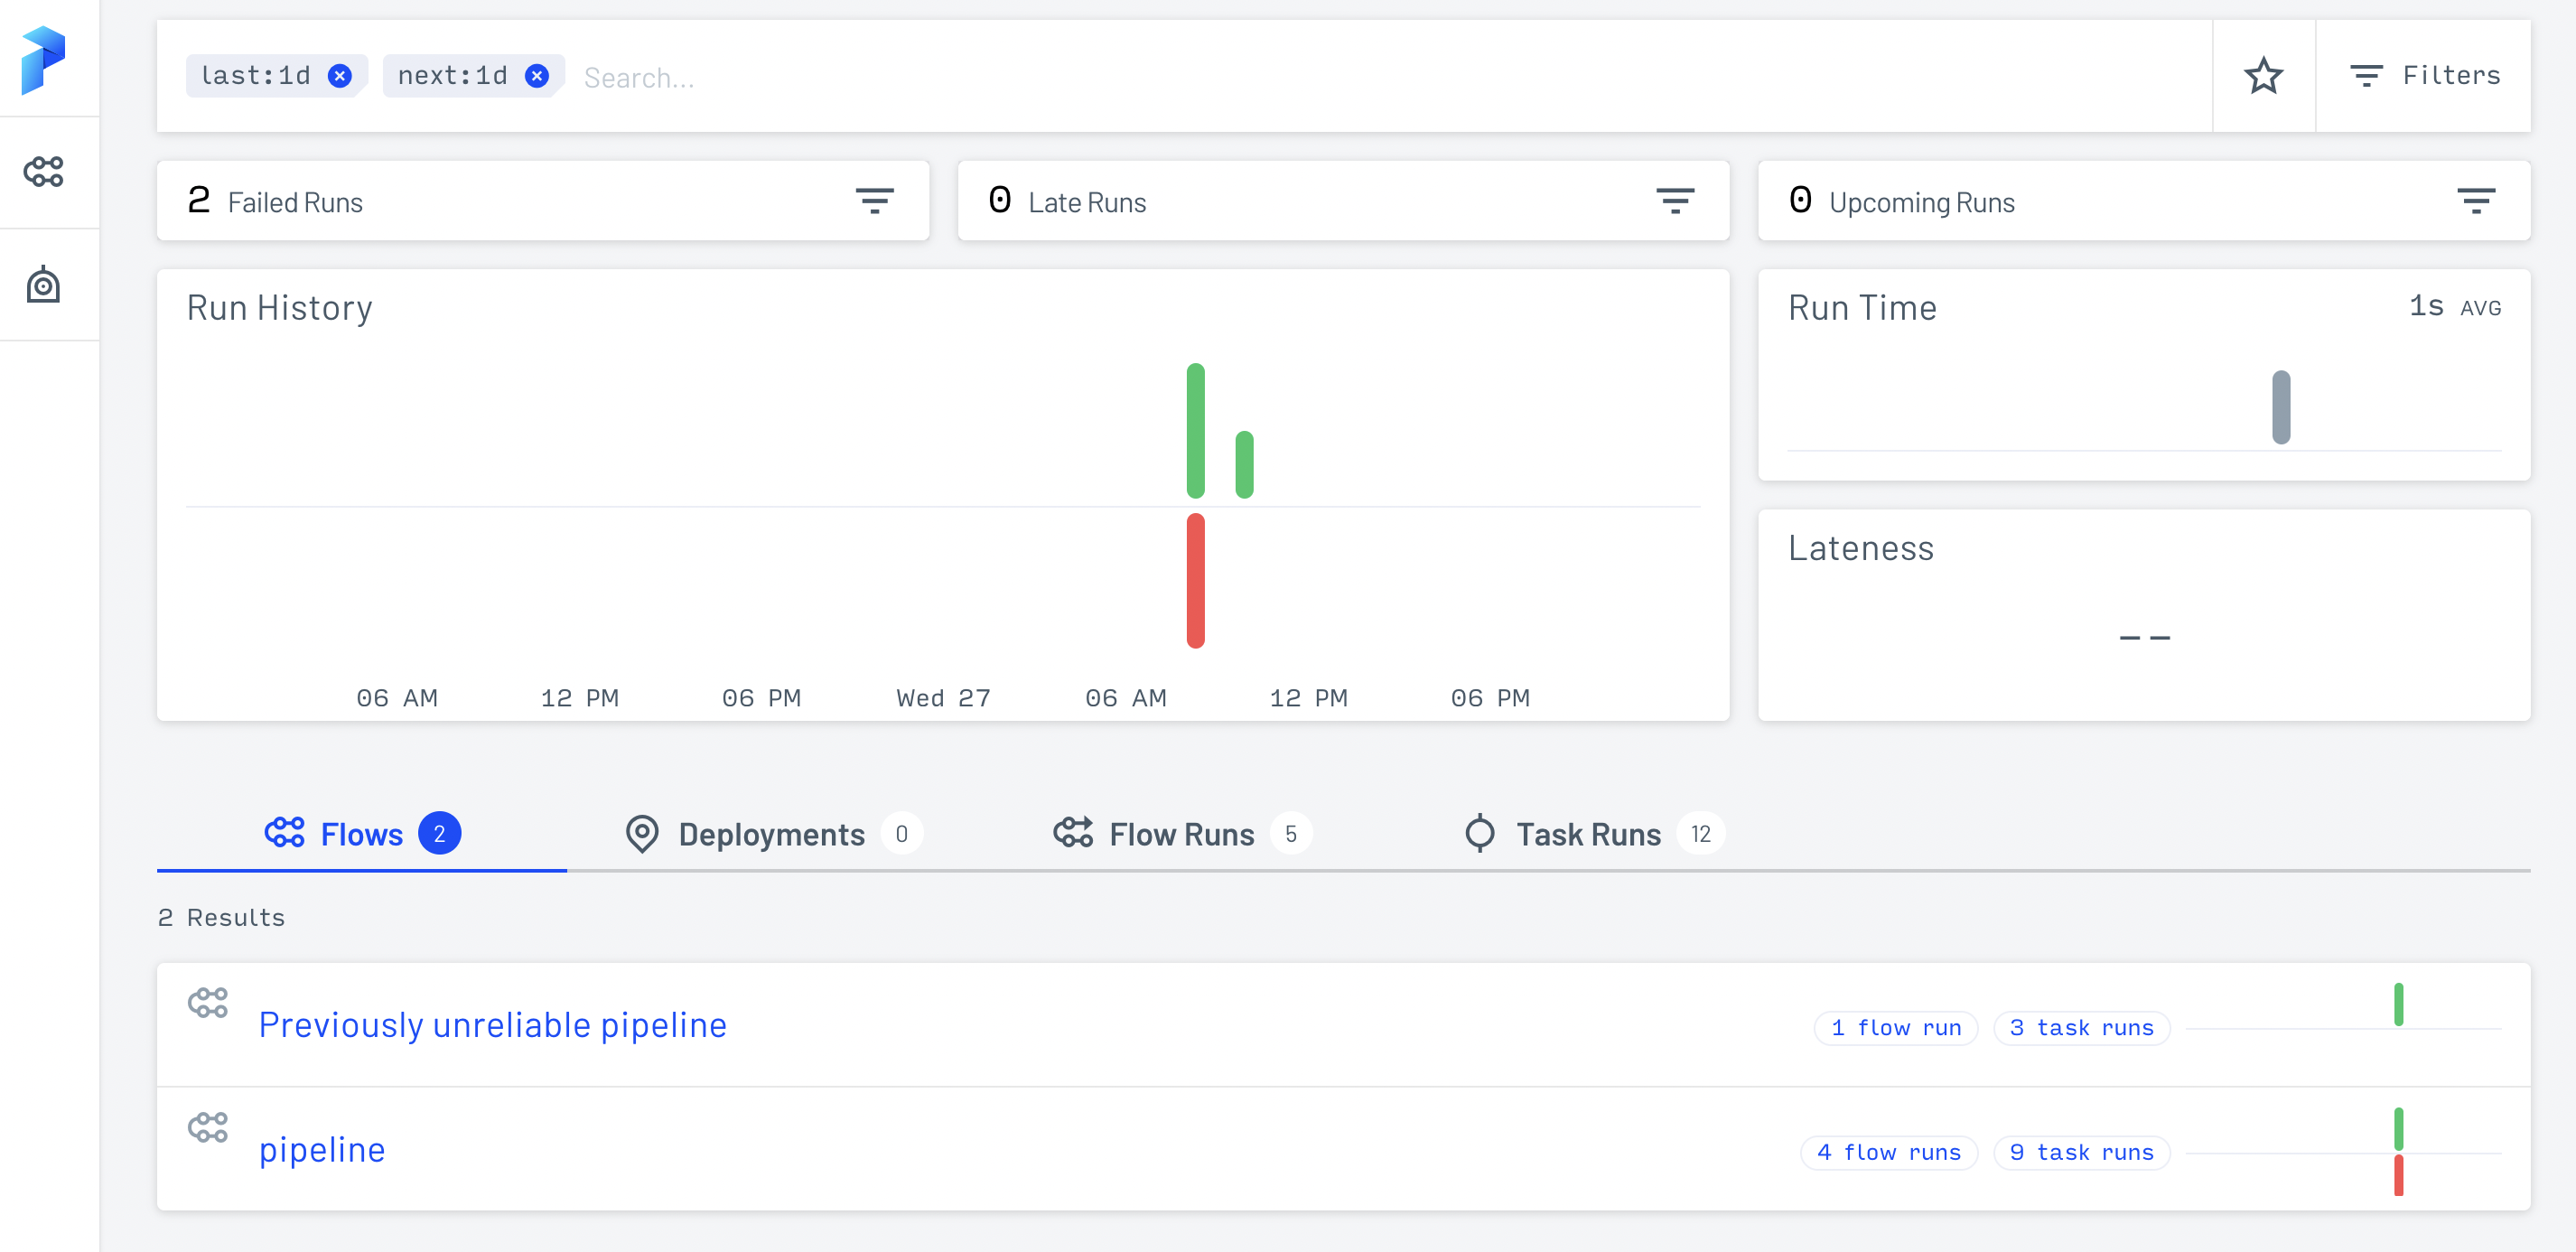 last:1d next:1d Search... Filters
2 Failed Runs
0 Late Runs
0 Upcoming Runs
Run History
Run Time 1s AVG
Lateness
--
06 AM 12 PM 06 PM Wed 27 06 AM 12 PM 06 PM
Flows 2 Deployments 0 Flow Runs 5 Task Runs 12
2 Results
Previously unreliable pipeline 1 flow run 3 task runs
pipeline 4 flow runs 9 task runs